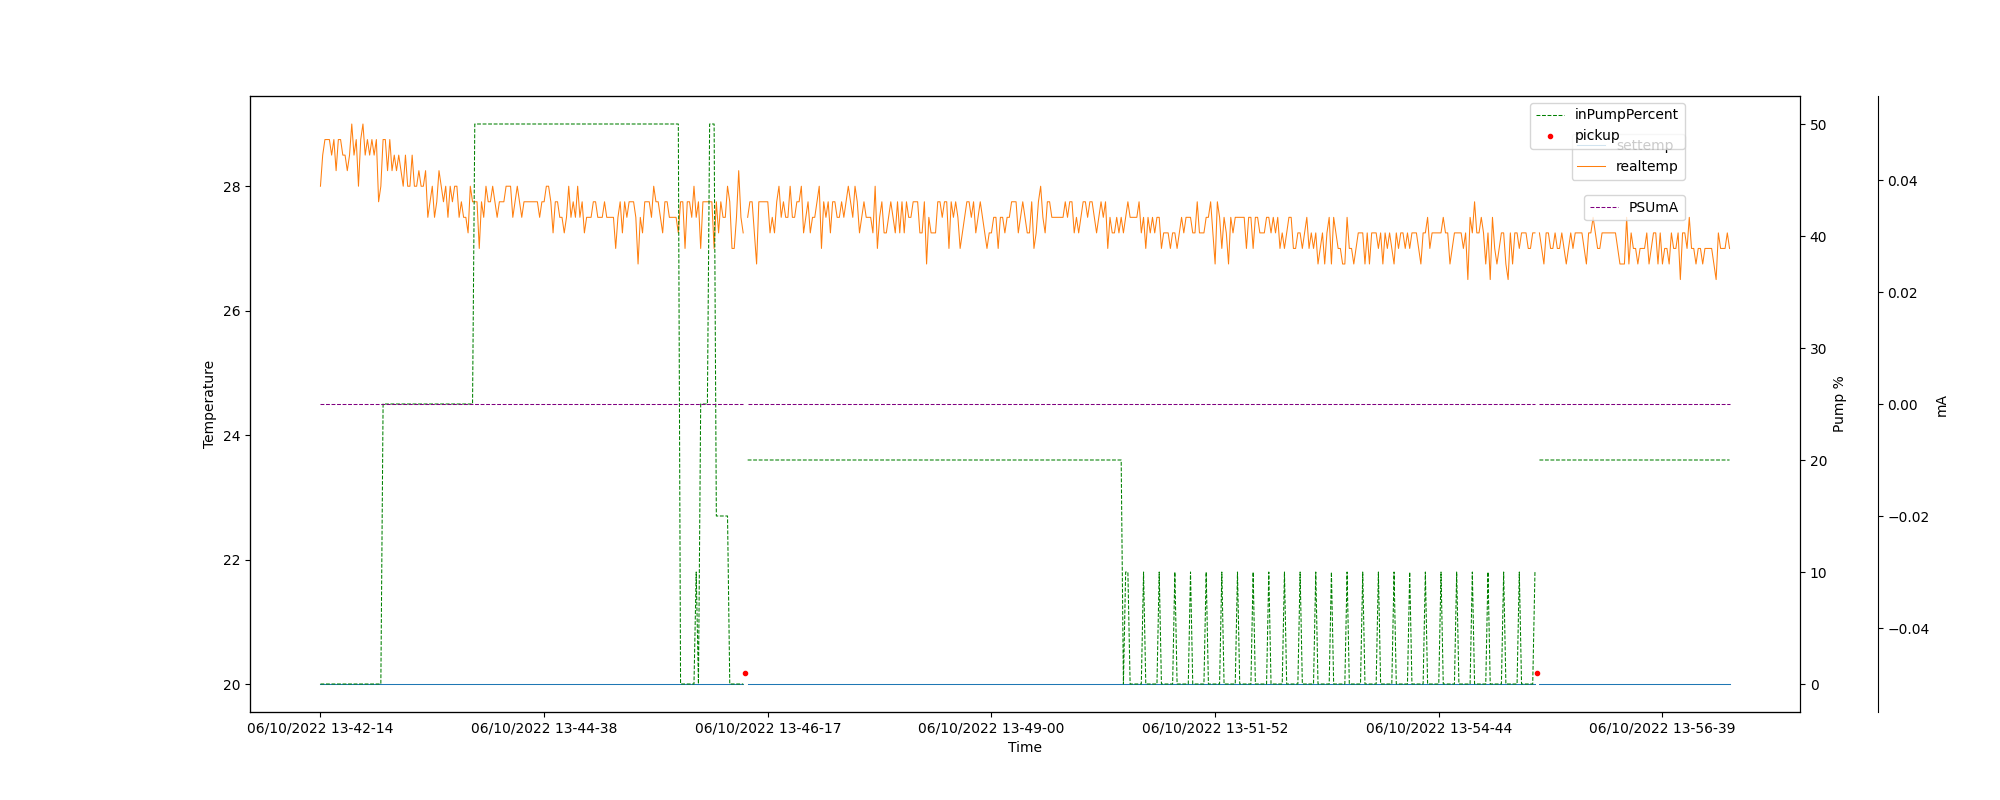 inPumpPercent
pickup
settemp
realtemp
PSUmA
28
26
24
22
20
Temperature
50
40
30
20
10
0
Pump %
0.04
0.02
0.00
−0.02
−0.04
mA
06/10/2022 13-42-14
06/10/2022 13-44-38
06/10/2022 13-46-17
06/10/2022 13-49-00
06/10/2022 13-51-52
06/10/2022 13-54-44
06/10/2022 13-56-39
Time